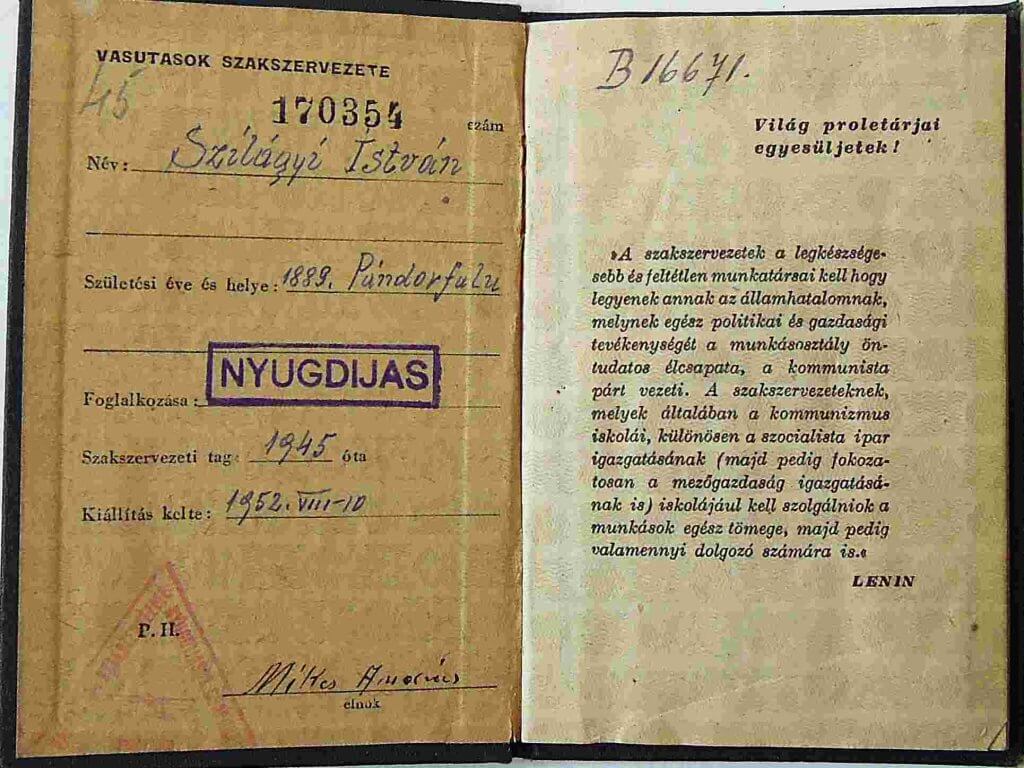 VASUTASOK SZAKSZERVEZETE
45
170354 szám
Név: Szilágyi István
Születési éve és helye: 1889. Pándorfalu
NYUGDIJAS
Foglalkozása:
Szakszervezeti tag: 1945 óta
Kiállítás kelte: 1952. VIII-10
P. H.
Mikes
elnök
B 16671.
Világ proletárjai
egyesüljetek!
»A szakszervezetek a legkészsége-
sebb és feltétlen munkatársai kell hogy
legyenek annak az államhatalomnak,
melynek egész politikai és gazdasági
tevékenységét a munkásosztály ön-
tudatos élcsapata, a kommunista
párt vezeti. A szakszervezeteknek,
melyek általában a kommunizmus
iskolái, különösen a szocialista ipar
igazgatásának (majd pedig fokoza-
tosan a mezőgazdaság igazgatásá-
nak is) iskolájául kell szolgálniok a
munkások egész tömege, majd pedig
valamennyi dolgozó számára is.«
LENIN